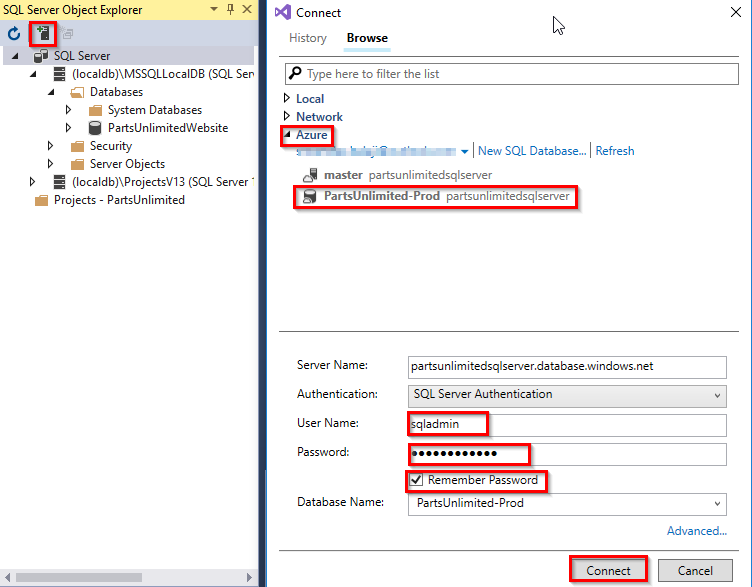 SQL Server Object Explorer
SQL Server
(localdb)\MSSQLLocalDB (SQL Ser
Databases
System Databases
PartsUnlimitedWebsite
Security
Server Objects
(localdb)\ProjectsV13 (SQL Server
Projects - PartsUnlimited
Connect
History Browse
Type here to filter the list
Local
Network
Azure
New SQL Database... Refresh
master partsunlimitedsqlserver
PartsUnlimited-Prod partsunlimitedsqlserver
Server Name: partsunlimitedsqlserver.database.windows.net
Authentication: SQL Server Authentication
User Name: sqladmin
Password: ●●●●●●●●●●●●
Remember Password
Database Name: PartsUnlimited-Prod
Advanced...
Connect Cancel